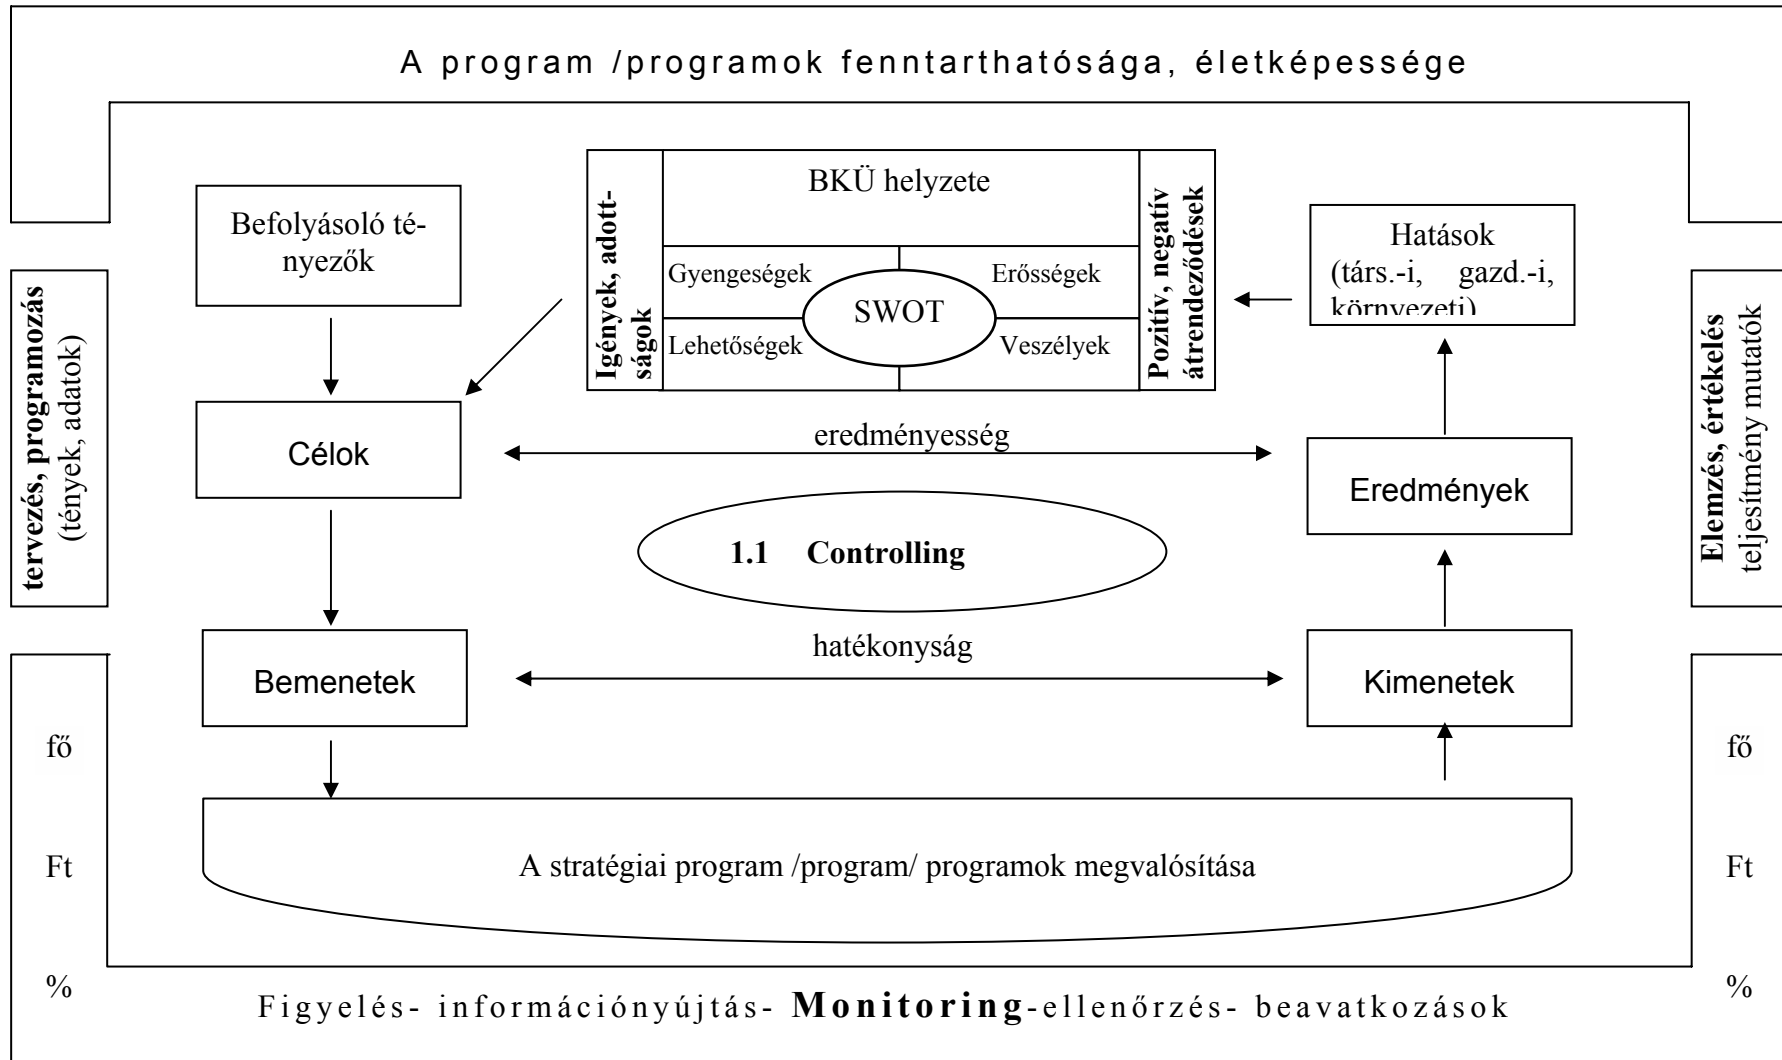 A program /programok fenntarthatósága, életképessége
BKÜ helyzete
Igények, adott-
ságok
Pozitív, negatív
átrendeződések
Befolyásoló té-
nyezők
Gyengeségek
Erősségek
SWOT
Lehetőségek
Veszélyek
Hatások
(társ.-i, gazd.-i,
környezeti)
tervezés, programozás
(tények, adatok)
Elemzés, értékelés
teljesítmény mutatók
Célok
eredményesség
Eredmények
1.1 Controlling
Bemenetek
hatékonyság
Kimenetek
fő
fő
A stratégiai program /program/ programok megvalósítása
Ft
Ft
%
%
Figyelés- információnyújtás- Monitoring-ellenőrzés- beavatkozások